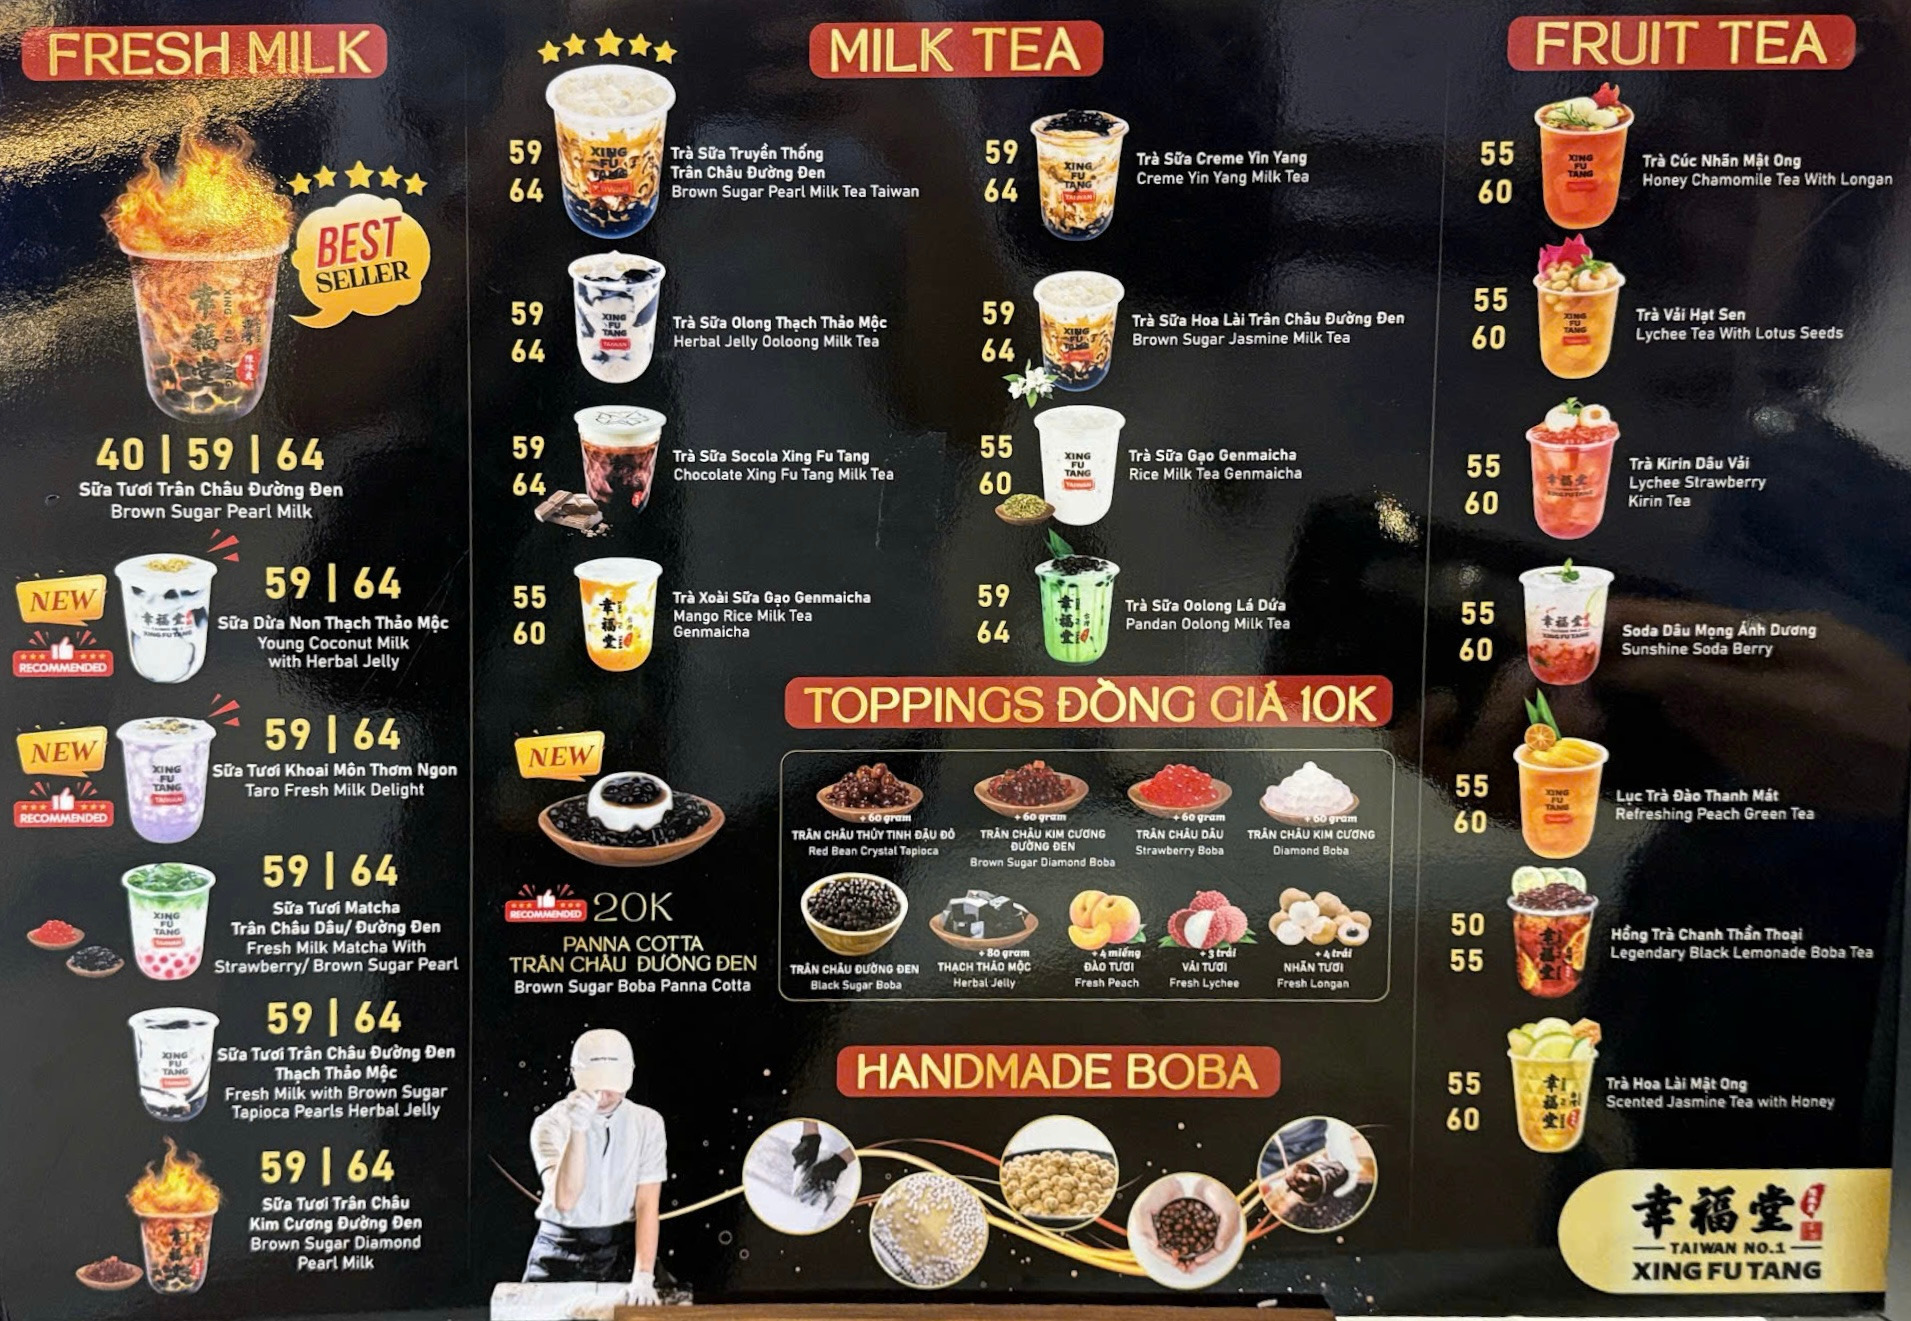 FRESH MILK
BEST
SELLER
40 | 59 | 64
Sữa Tươi Trân Châu Đường Đen
Brown Sugar Pearl Milk
NEW
RECOMMENDED
59 | 64
Sữa Dừa Non Thạch Thảo Mộc
Young Coconut Milk
with Herbal Jelly
NEW
RECOMMENDED
59 | 64
Sữa Tươi Khoai Môn Thơm Ngon
Taro Fresh Milk Delight
59 | 64
Sữa Tươi Matcha
Trân Châu Dâu/ Đường Đen
Fresh Milk Matcha With
Strawberry/ Brown Sugar Pearl
59 | 64
Sữa Tươi Trân Châu Đường Đen
Thạch Thảo Mộc
Fresh Milk with Brown Sugar
Tapioca Pearls Herbal Jelly
59 | 64
Sữa Tươi Trân Châu
Kim Cương Đường Đen
Brown Sugar Diamond
Pearl Milk
MILK TEA
59
64
Trà Sữa Truyền Thống
Trân Châu Đường Đen
Brown Sugar Pearl Milk Tea Taiwan
59
64
Trà Sữa Olong Thạch Thảo Mộc
Herbal Jelly Ooloong Milk Tea
59
64
Trà Sữa Socola Xing Fu Tang
Chocolate Xing Fu Tang Milk Tea
55
60
Trà Xoài Sữa Gạo Genmaicha
Mango Rice Milk Tea
Genmaicha
59
64
Trà Sữa Creme Yin Yang
Creme Yin Yang Milk Tea
59
64
Trà Sữa Hoa Lài Trân Châu Đường Đen
Brown Sugar Jasmine Milk Tea
55
60
Trà Sữa Gạo Genmaicha
Rice Milk Tea Genmaicha
59
64
Trà Sữa Oolong Lá Dứa
Pandan Oolong Milk Tea
NEW
RECOMMENDED
20K
PANNA COTTA
TRÂN CHÂU ĐƯỜNG ĐEN
Brown Sugar Boba Panna Cotta
TOPPINGS ĐỒNG GIÁ 10K
+ 60 gram
TRÂN CHÂU THỦY TINH ĐẬU ĐỎ
Red Bean Crystal Tapioca
+ 60 gram
TRÂN CHÂU KIM CƯƠNG
ĐƯỜNG ĐEN
Brown Sugar Diamond Boba
+ 60 gram
TRÂN CHÂU DÂU
Strawberry Boba
+ 60 gram
TRÂN CHÂU KIM CƯƠNG
Diamond Boba
TRÂN CHÂU ĐƯỜNG ĐEN
Black Sugar Boba
+ 80 gram
THẠCH THẢO MỘC
Herbal Jelly
+ 4 miếng
ĐÀO TƯƠI
Fresh Peach
+ 3 trái
VẢI TƯƠI
Fresh Lychee
+ 4 trái
NHÃN TƯƠI
Fresh Longan
HANDMADE BOBA
FRUIT TEA
55
60
Trà Cúc Nhãn Mật Ong
Honey Chamomile Tea With Longan
55
60
Trà Vải Hạt Sen
Lychee Tea With Lotus Seeds
55
60
Trà Kirin Dâu Vải
Lychee Strawberry
Kirin Tea
55
60
Soda Dâu Mọng Ánh Dương
Sunshine Soda Berry
55
60
Lục Trà Đào Thanh Mát
Refreshing Peach Green Tea
50
55
Hồng Trà Chanh Thần Thoại
Legendary Black Lemonade Boba Tea
55
60
Trà Hoa Lài Mật Ong
Scented Jasmine Tea with Honey
幸福堂
TAIWAN NO.1
XING FU TANG